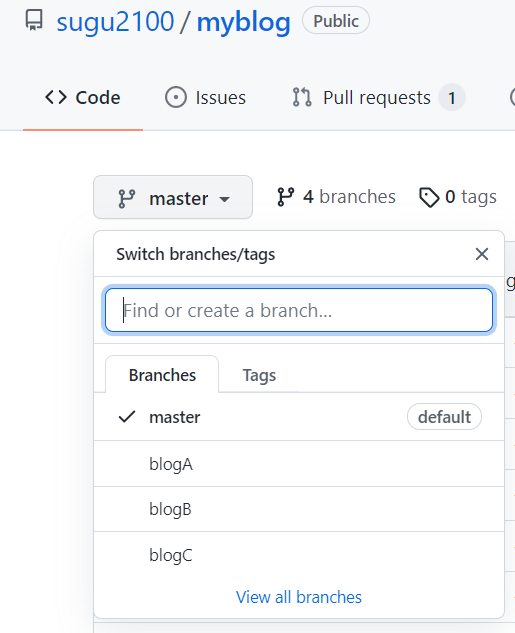 sugu2100 / myblog Public
Code Issues Pull requests 1
master 4 branches 0 tags
Switch branches/tags
Find or create a branch...
Branches Tags
master default
blogA
blogB
blogC
View all branches